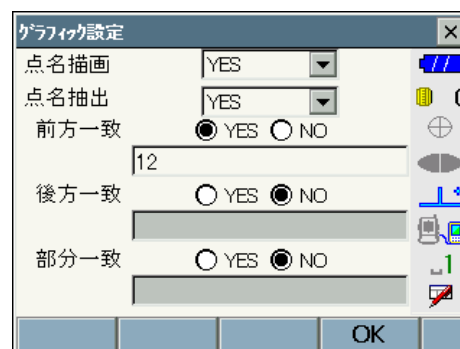 ｸﾞﾗﾌｨｯｸ設定
点名描画 YES
点名抽出 YES
前方一致 YES NO
12
後方一致 YES NO
部分一致 YES NO
1
OK